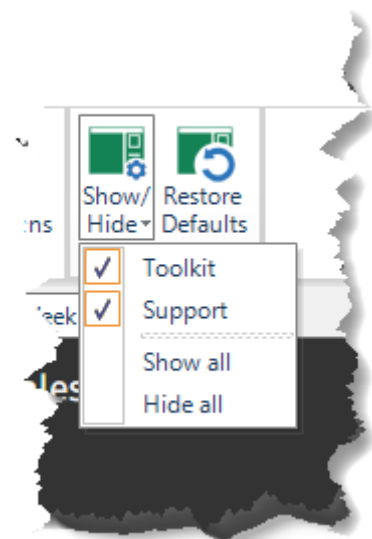 Show/ Restore
Hide Defaults
Toolkit
Support
Show all
Hide all